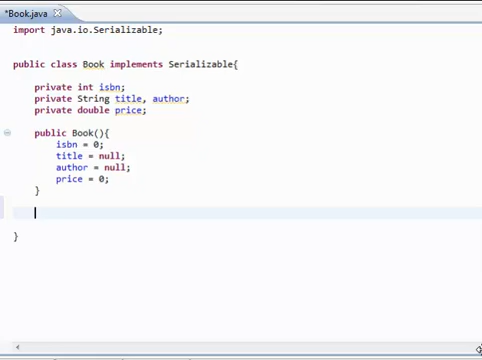 *Book.java
import java.io.Serializable;
public class Book implements Serializable{
private int isbn;
private String title, author;
private double price;
public Book(){
isbn = 0;
title = null;
author = null;
price = 0;
}
}